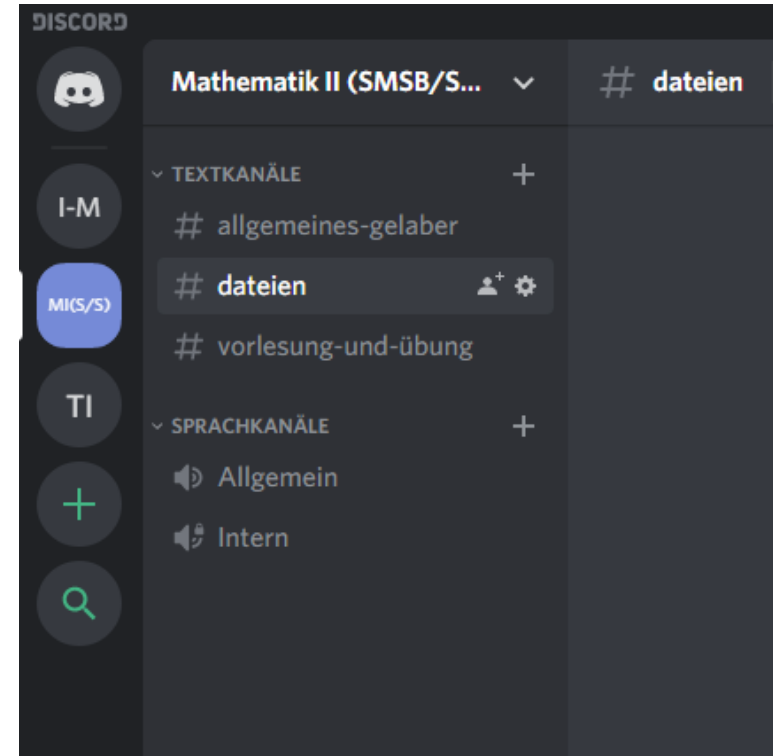 DISCORD
Mathematik II (SMSB/S...
# dateien
I-M
MI(S/S)
TI
TEXTKANÄLE
# allgemeines-gelaber
# dateien
# vorlesung-und-übung
SPRACHKANÄLE
Allgemein
Intern